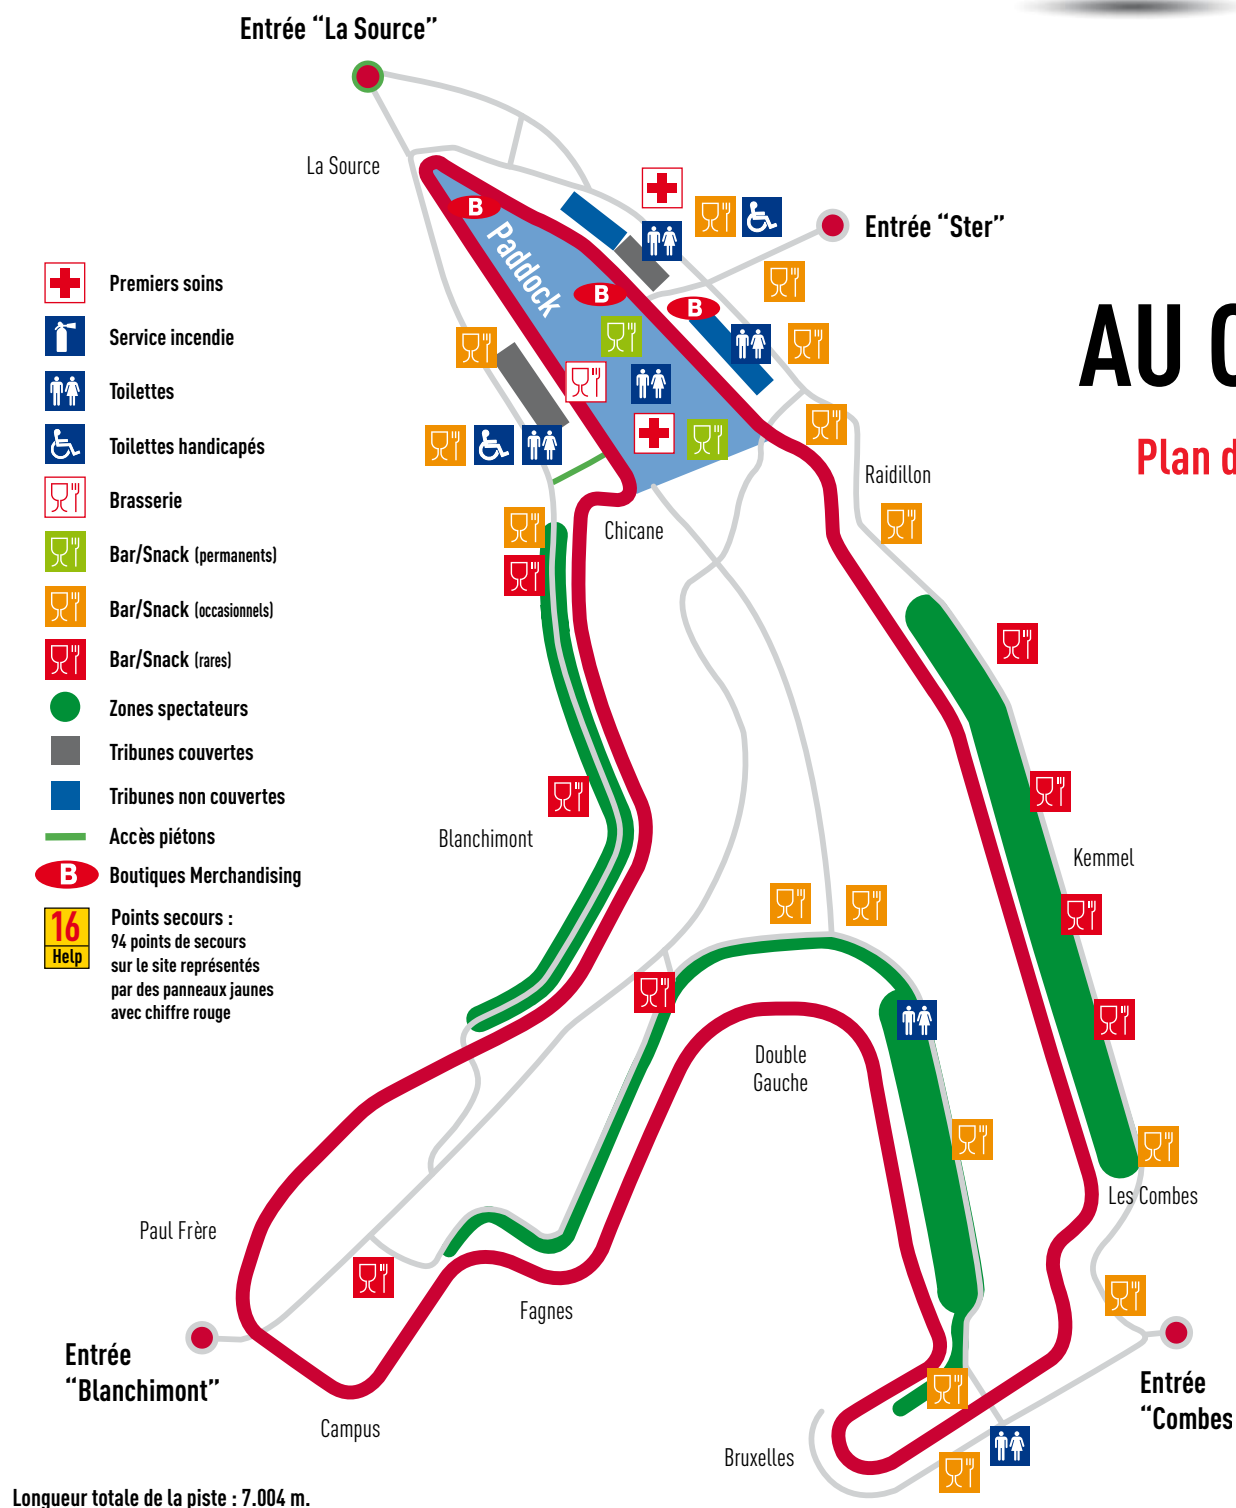 Entrée “La Source”
La Source
Entrée “Ster”
B
Paddock
B
B
Premiers soins
Service incendie
Toilettes
Toilettes handicapés
Brasserie
Bar/Snack (permanents)
Bar/Snack (occasionnels)
Bar/Snack (rares)
Zones spectateurs
Tribunes couvertes
Tribunes non couvertes
Accès piétons
B Boutiques Merchandising
16
Help
Points secours :
94 points de secours
sur le site représentés
par des panneaux jaunes
avec chiffre rouge
AU
Plan d
Raidillon
Chicane
Blanchimont
Kemmel
Double
Gauche
Les Combes
Paul Frère
Fagnes
Entrée
“Blanchimont”
Campus
Bruxelles
Entrée
“Combes
Longueur totale de la piste : 7.004 m.